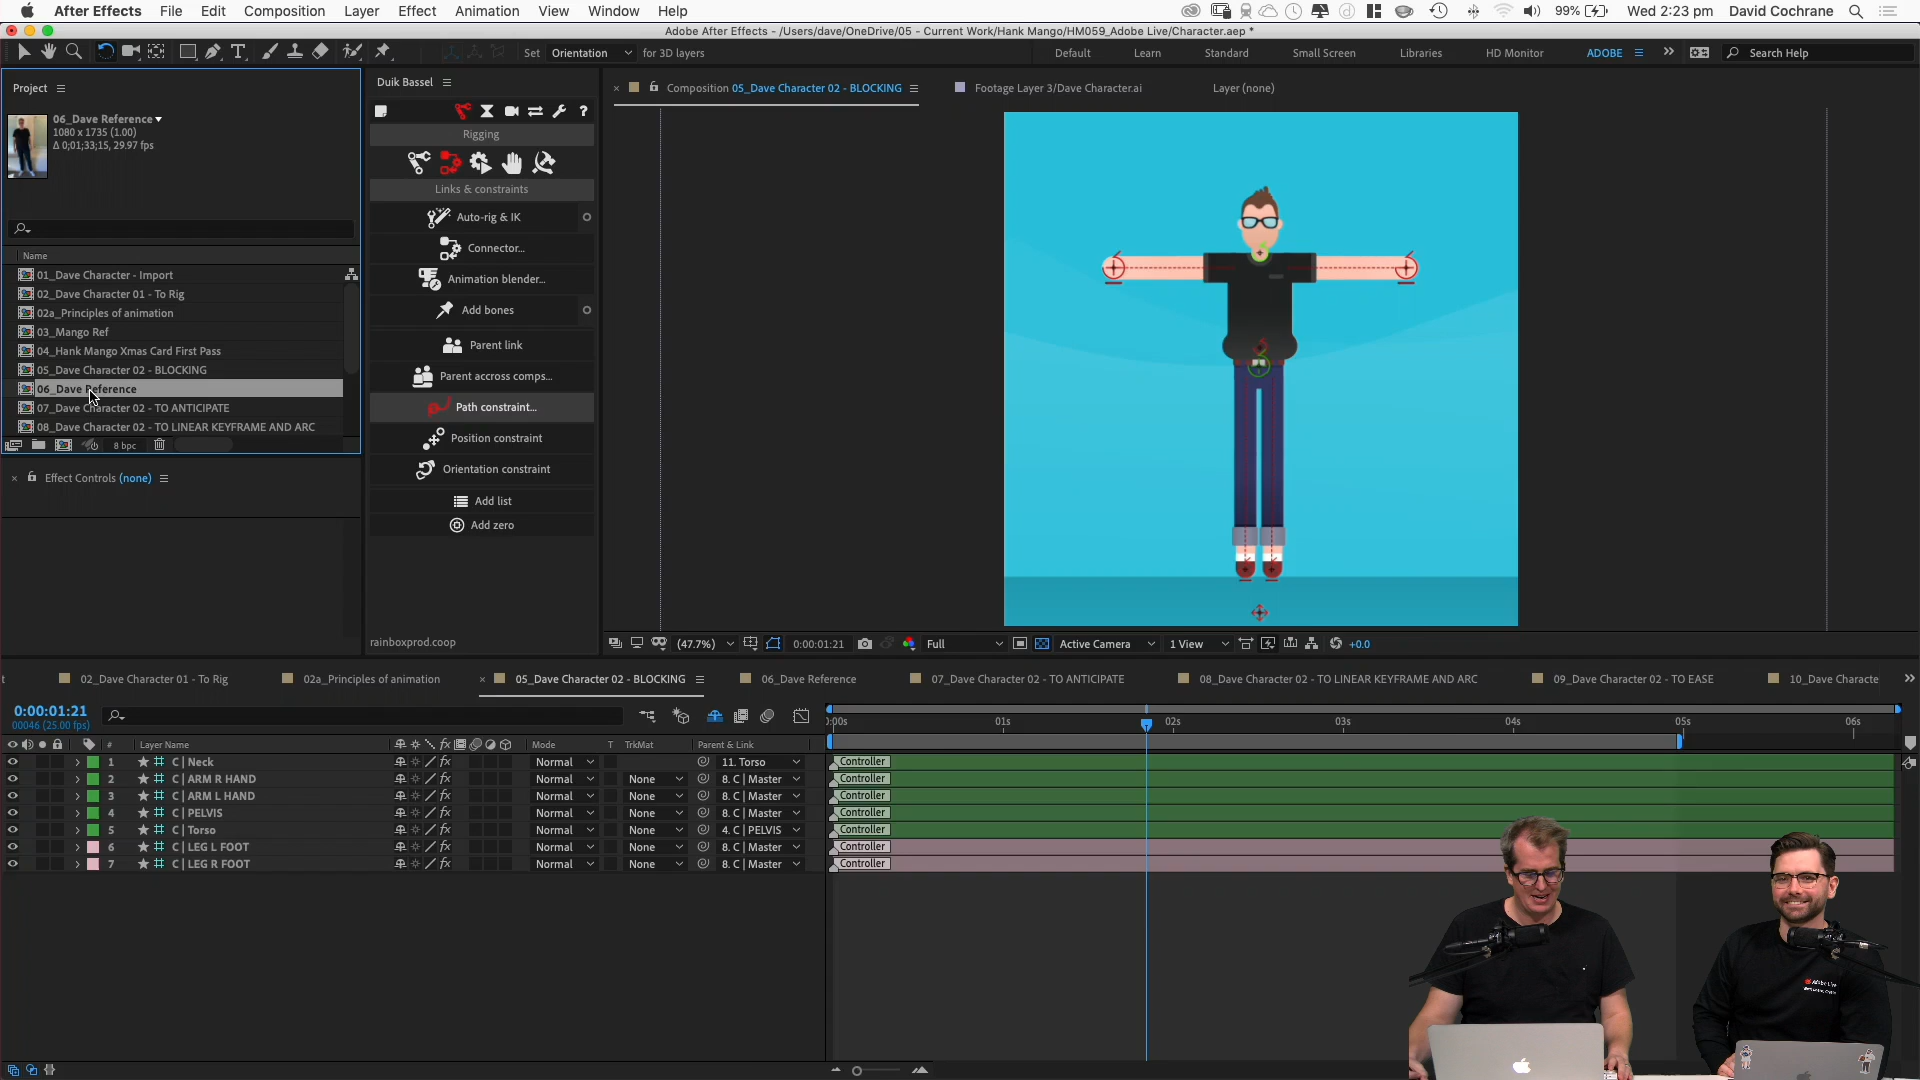 After Effects File Edit Composition Layer Effect Animation View Window Help 99% Wed 2:23 pm David Cochrane
Adobe After Effects - /Users/dave/OneDrive/05 - Current Work/Hank Mango/HM059_Adobe Live/Character.aep *
Set Orientation for 3D layers Default Learn Standard Small Screen Libraries HD Monitor ADOBE Search Help
Project
06_Dave Reference
1080 x 1735 (1.00)
Δ 0;01;33;15, 29.97 fps
Name
01_Dave Character - Import
02_Dave Character 01 - To Rig
02a_Principles of animation
03_Mango Ref
04_Hank Mango Xmas Card First Pass
05_Dave Character 02 - BLOCKING
06_Dave Reference
07_Dave Character 02 - TO ANTICIPATE
08_Dave Character 02 - TO LINEAR KEYFRAME AND ARC
8 bpc
Effect Controls (none)
Duik Bassel
Rigging
Links & constraints
Auto-rig & IK
Connector...
Animation blender...
Add bones
Parent link
Parent accross comps...
Path constraint...
Position constraint
Orientation constraint
Add list
Add zero
rainboxprod.coop
Composition 05_Dave Character 02 - BLOCKING Footage Layer 3/Dave Character.ai Layer (none)
(47.7%) 0:00:01:21 Full Active Camera 1 View +0.0
t 02_Dave Character 01 - To Rig 02a_Principles of animation 05_Dave Character 02 - BLOCKING 06_Dave Reference 07_Dave Character 02 - TO ANTICIPATE 08_Dave Character 02 - TO LINEAR KEYFRAME AND ARC 09_Dave Character 02 - TO EASE 10_Dave Characte
0:00:01:21
00046 (25.00 fps)
0:00s 01s 02s 03s 04s 05s 06s
# Layer Name Mode T TrkMat Parent & Link
1 C | Neck Normal 11. Torso Controller
2 C | ARM R HAND Normal None 8. C | Master Controller
3 C | ARM L HAND Normal None 8. C | Master Controller
4 C | PELVIS Normal None 8. C | Master Controller
5 C | Torso Normal None 4. C | PELVIS Controller
6 C | LEG L FOOT Normal None 8. C | Master Controller
7 C | LEG R FOOT Normal None 8. C | Master Controller
Adobe Live